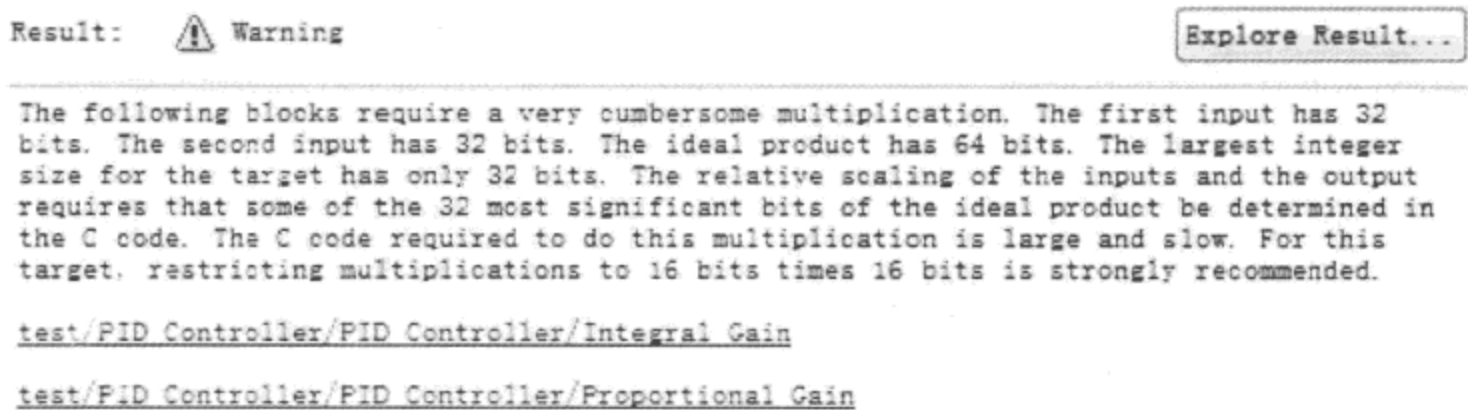 Result: Warning
Explore Result...
The following blocks require a very cumbersome multiplication. The first input has 32
bits. The second input has 32 bits. The ideal product has 64 bits. The largest integer
size for the target has only 32 bits. The relative scaling of the inputs and the output
requires that some of the 32 most significant bits of the ideal product be determined in
the C code. The C code required to do this multiplication is large and slow. For this
target, restricting multiplications to 16 bits times 16 bits is strongly recommended.
test/PID Controller/PID Controller/Integral Gain
test/PID Controller/PID Controller/Proportional Gain